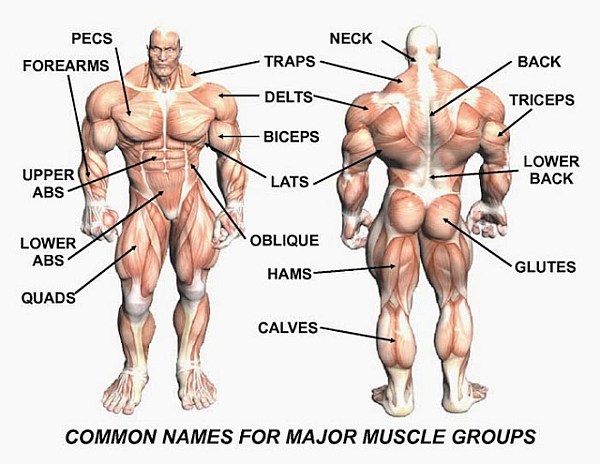 PECS
FOREARMS
UPPER
ABS
LOWER
ABS
QUADS
TRAPS
DELTS
BICEPS
LATS
OBLIQUE
HAMS
CALVES
NECK
BACK
TRICEPS
LOWER
BACK
GLUTES
COMMON NAMES FOR MAJOR MUSCLE GROUPS